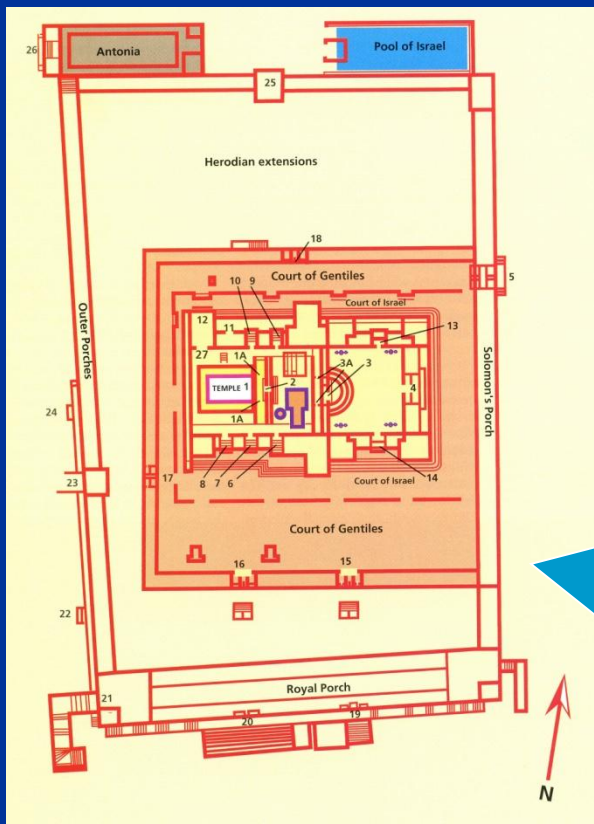 26
Antonia
Pool of Israel
25
Herodian extensions
18
Court of Gentiles
5
10
9
Court of Israel
12
11
13
27
1A
3A
3
TEMPLE 1
2
4
1A
Outer Porches
Solomon's Porch
24
23
17
8
7
6
Court of Israel
14
Court of Gentiles
16
15
22
Royal Porch
21
20
19
N